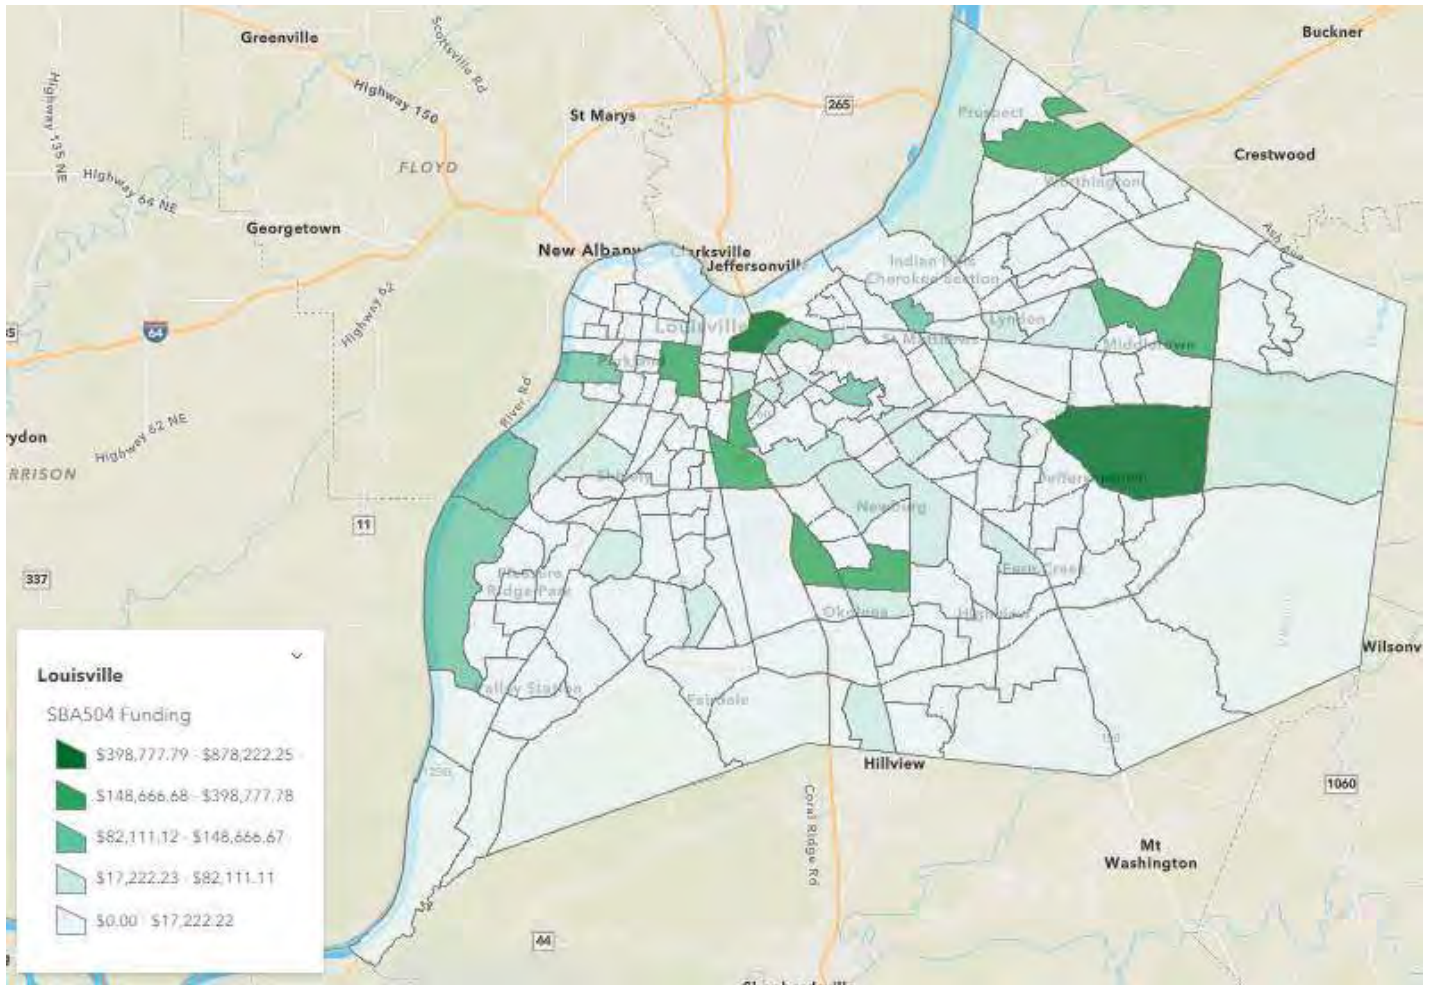 Greenville
Scottsville Rd
Buckner
Highway 135 NE
Highway 150
265
St Marys
Prospect
Crestwood
FLOYD
Highway 64 NE
Worthington
Georgetown
Ash Ave
New Albany
Clarksville
Jeffersonville
Indian Hills
Cherokee Section
Highway 62
64
Louisville
Lyndon
St Matthews
Middletown
Parkland
River Rd
Highway 62 NE
Shively
Jeffersontown
Newburg
11
337
Pleasure
Ridge Park
Fern Creek
Okolona
Highview
Wilsonv
Valley Station
Fairdale
150
Hillview
1060
Coral Ridge Rd
Mt
Washington
44
Louisville
SBA504 Funding
$398,777.79 - $878,222.25
$148,666.68 - $398,777.78
$82,111.12 - $148,666.67
$17,222.23 - $82,111.11
$0.00 - $17,222.22